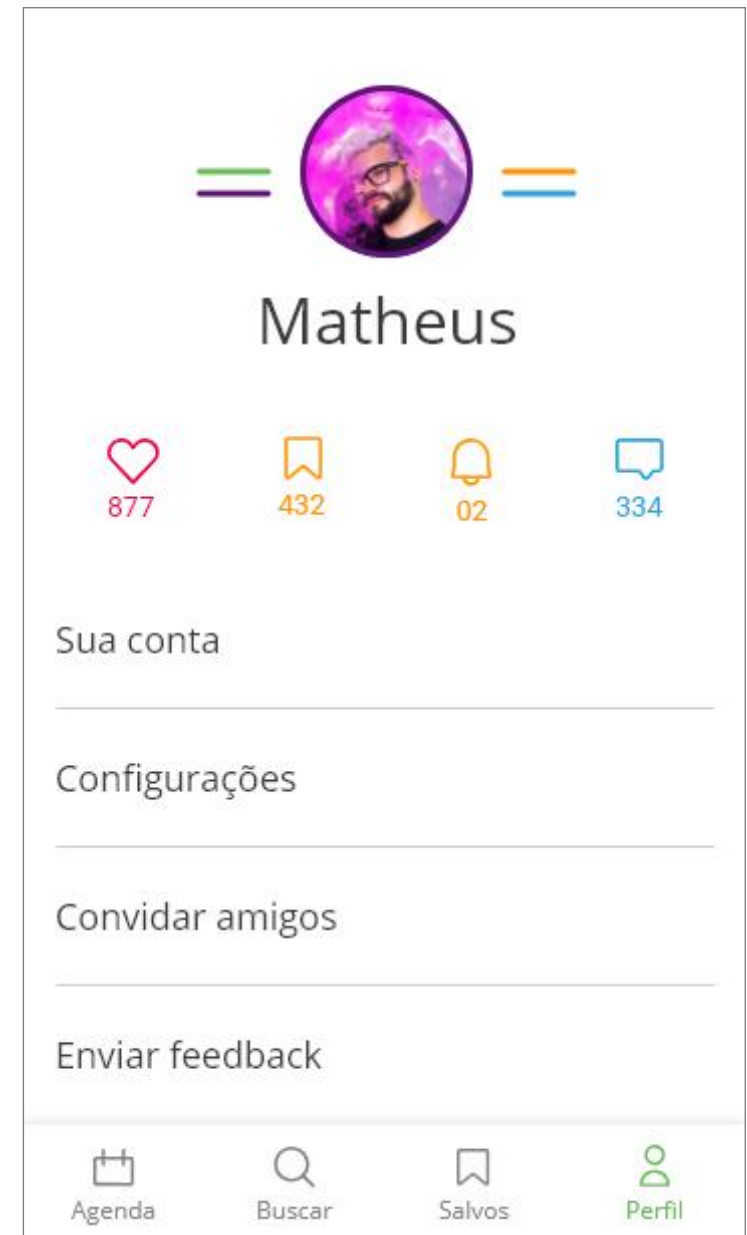 Matheus
877 432 02 334
Sua conta
Configurações
Convidar amigos
Enviar feedback
Agenda Buscar Salvos Perfil